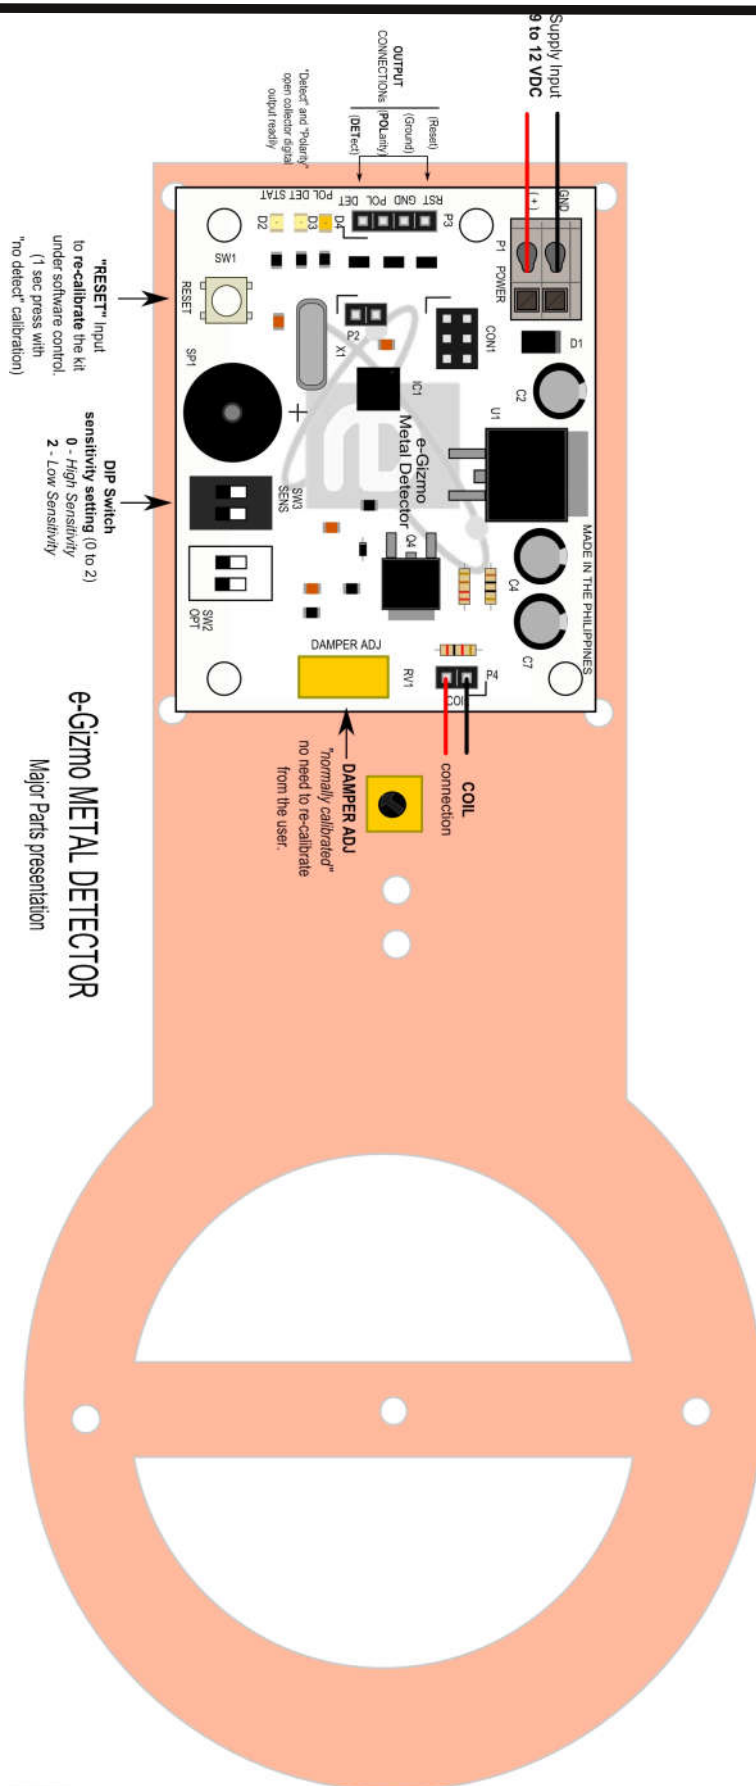 Supply Input
9 to 12 VDC
OUTPUT
CONNECTIONs
(Reset)
(Ground)
(POLarity)
(DETect)
"Detect" and "Polarity"
open collector digital
output readily
GND
(+)
P1
POWER
RST GND POL DET
P3
POL DET STAT
D2
D3
D4
SW1
RESET
"RESET" Input
to re-calibrate the kit
under software control.
(1 sec press with
"no detect" calibration)
SP1
+
X1
P2
CON1
IC1
D1
C2
U1
e-Gizmo
Metal Detector
DIP Switch
sensitivity setting (0 to 2)
0 - High Sensitivity
2 - Low Sensitivity
SW3
SENS
SW2
OPT
Q4
C4
C7
MADE IN THE PHILIPPINES
DAMPER ADJ
RV1
P4
COIL
connection
DAMPER ADJ
"normally calibrated"
no need to re-calibrate
from the user.
e-Gizmo METAL DETECTOR
Major Parts presentation